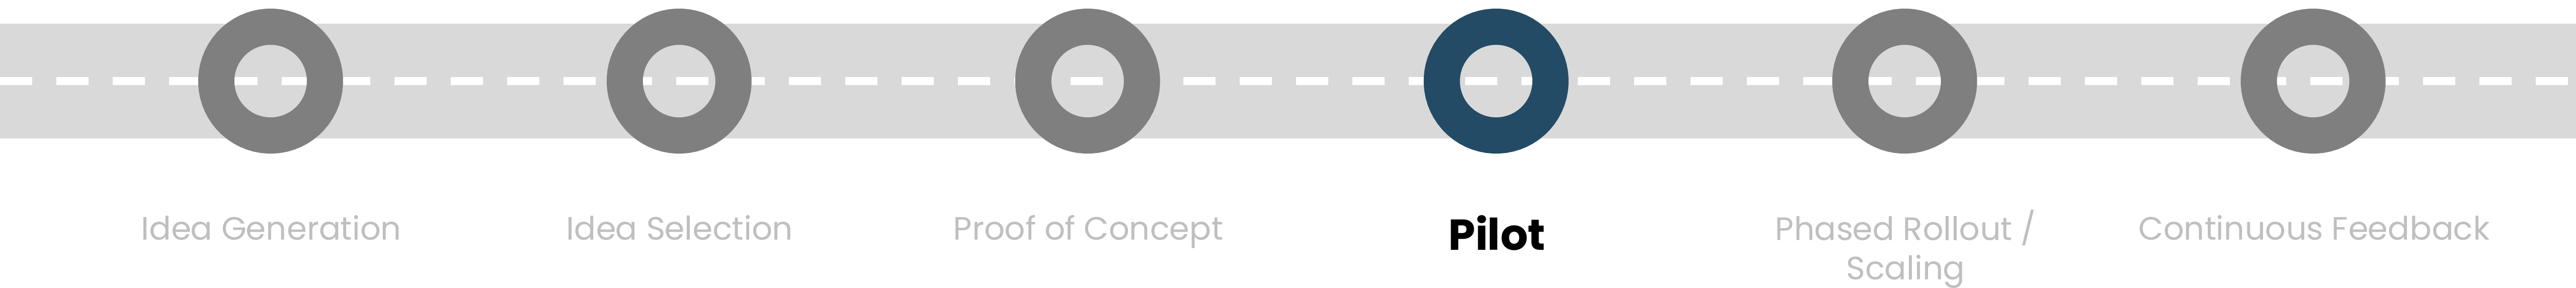 Idea Generation
Idea Selection
Proof of Concept
Pilot
Phased Rollout /
Scaling
Continuous Feedback